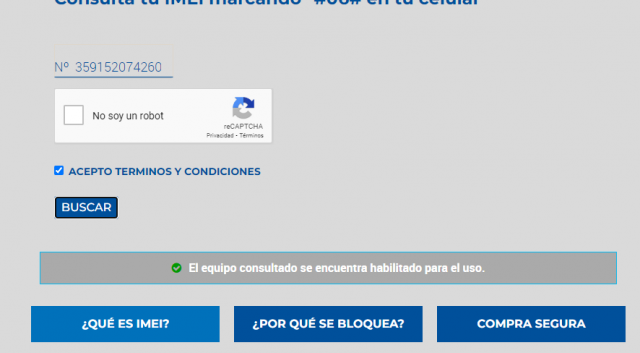 Consulta tu IMEI marcando *#06# en tu celular
Nº 359152074260
No soy un robot
reCAPTCHA
Privacidad - Términos
ACEPTO TERMINOS Y CONDICIONES
BUSCAR
El equipo consultado se encuentra habilitado para el uso.
¿QUÉ ES IMEI?
¿POR QUÉ SE BLOQUEA?
COMPRA SEGURA